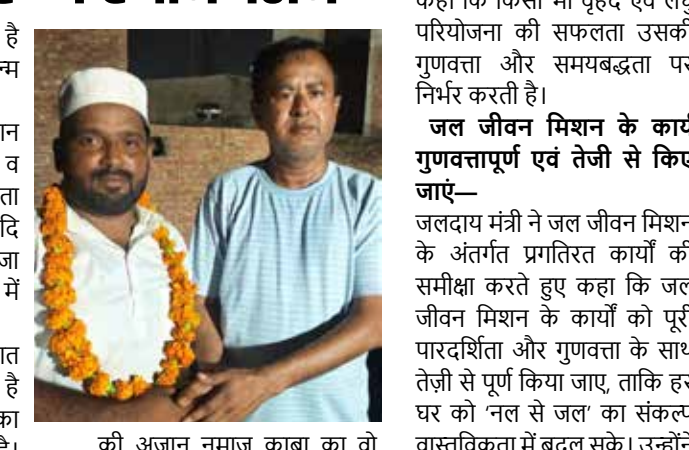 है
न्म
न
व
ता
दि
जा
में
त
है
का
है।
की अजान नमाज काबा का वो
परियोजना की सफलता उसकी
गुणवत्ता और समयबद्धता पर
निर्भर करती है।
जल जीवन मिशन के कार्य
गुणवत्तापूर्ण एवं तेजी से किए
जाएं—
जलदाय मंत्री ने जल जीवन मिशन
के अंतर्गत प्रगतिरत कार्यों की
समीक्षा करते हुए कहा कि जल
जीवन मिशन के कार्यों को पूरी
पारदर्शिता और गुणवत्ता के साथ
तेज़ी से पूर्ण किया जाए, ताकि हर
घर को 'नल से जल' का संकल्प
वास्तविकता में बदल सके। उन्होंने